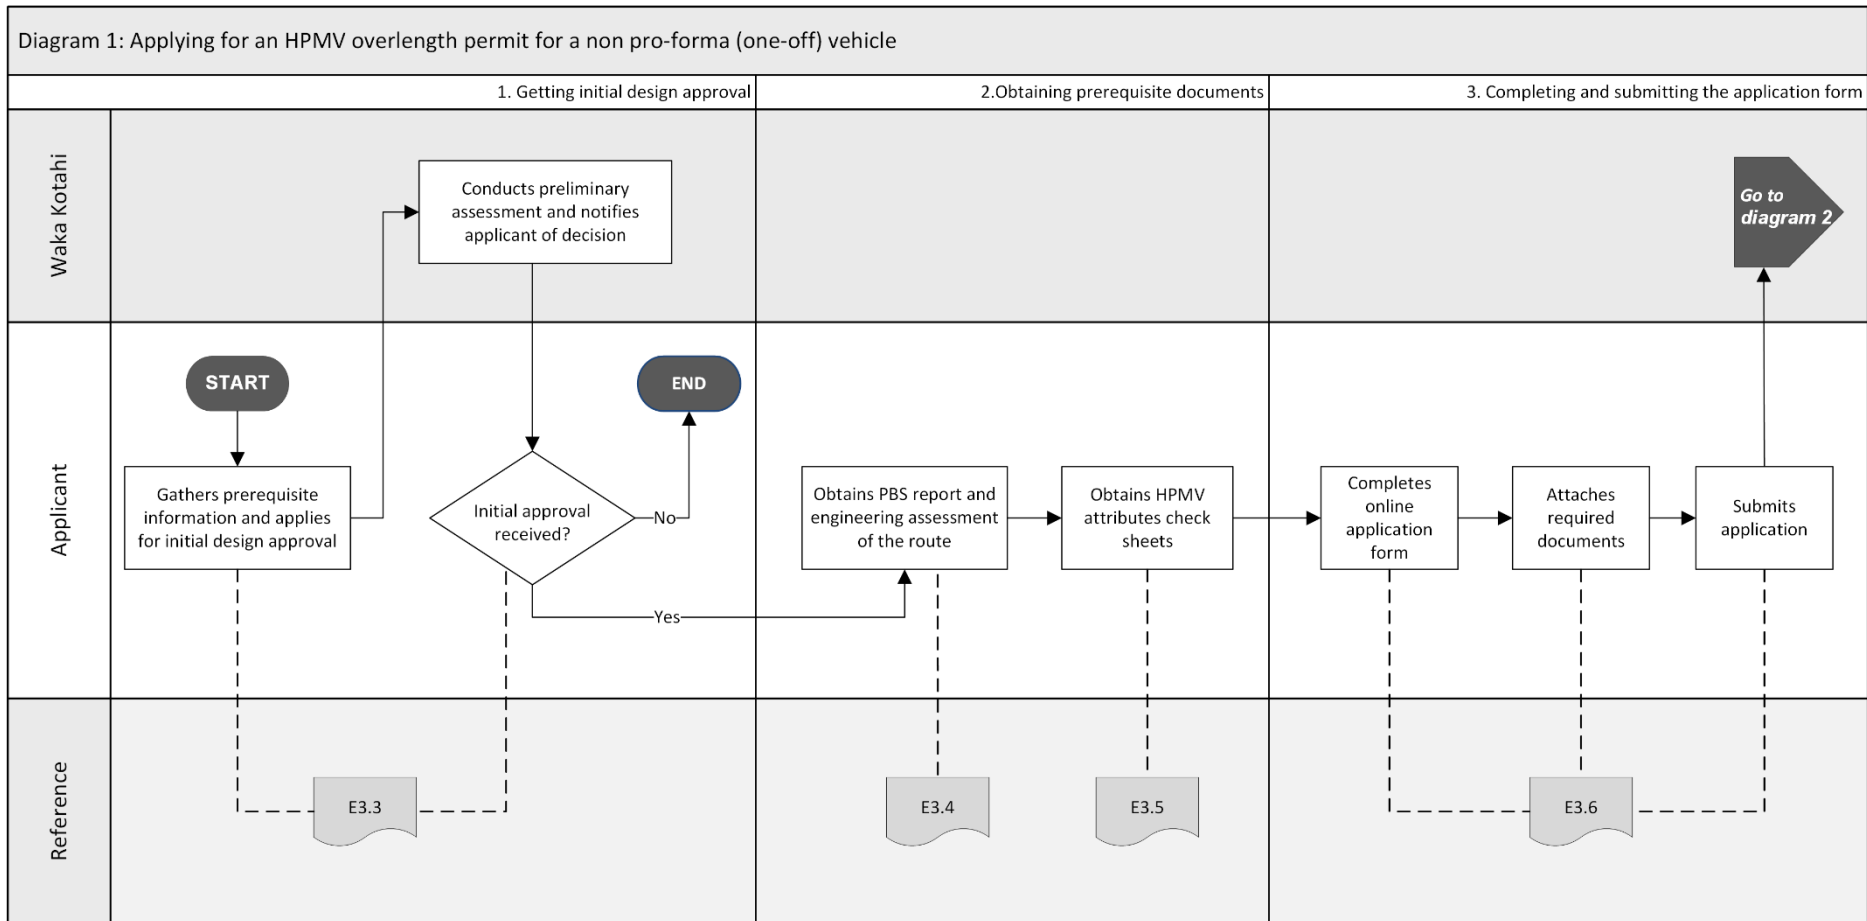 Diagram 1: Applying for an HPMV overlength permit for a non pro-forma (one-off) vehicle
1. Getting initial design approval
2.Obtaining prerequisite documents
3. Completing and submitting the application form
Waka Kotahi
Conducts preliminary
assessment and notifies
applicant of decision
Go to
diagram 2
Applicant
START
END
Gathers prerequisite
information and applies
for initial design approval
Initial approval
received?
No
Yes
Obtains PBS report and
engineering assessment
of the route
Obtains HPMV
attributes check
sheets
Completes
online
application
form
Attaches
required
documents
Submits
application
Reference
E3.3
E3.4
E3.5
E3.6